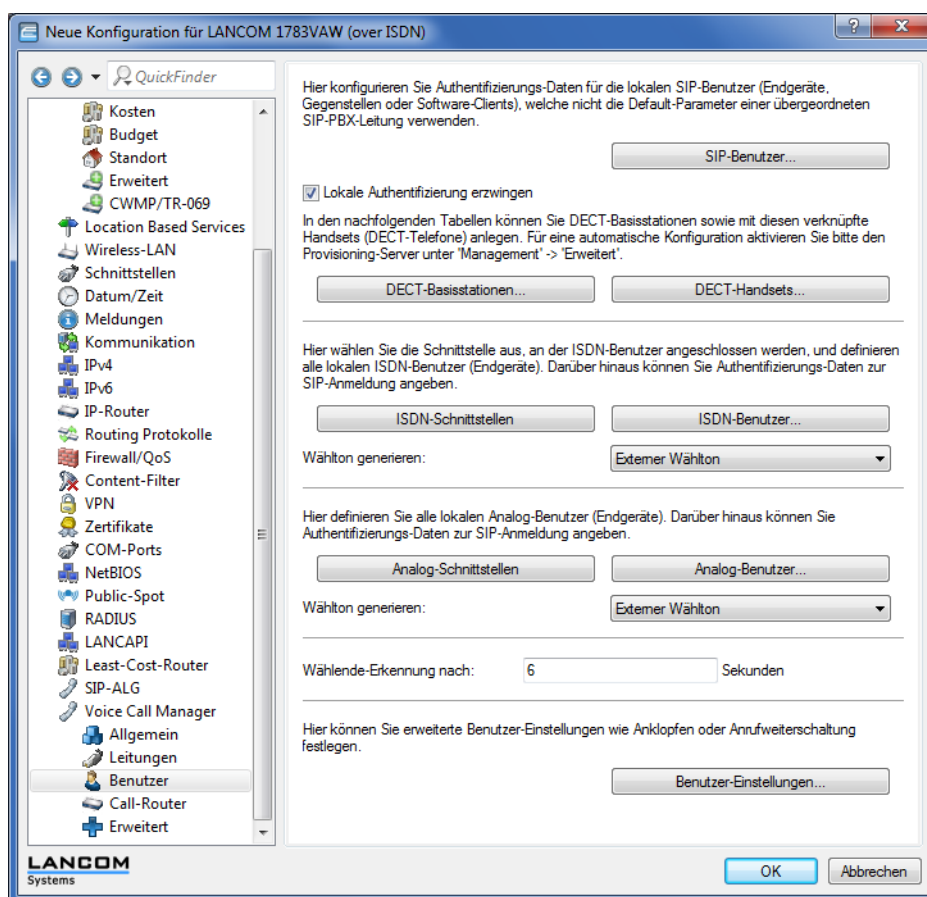 Neue Konfiguration für LANCOM 1783VAW (over ISDN)
QuickFinder
Kosten
Budget
Standort
Erweitert
CWMP/TR-069
Location Based Services
Wireless-LAN
Schnittstellen
Datum/Zeit
Meldungen
Kommunikation
IPv4
IPv6
IP-Router
Routing Protokolle
Firewall/QoS
Content-Filter
VPN
Zertifikate
COM-Ports
NetBIOS
Public-Spot
RADIUS
LANCAPI
Least-Cost-Router
SIP-ALG
Voice Call Manager
Allgemein
Leitungen
Benutzer
Call-Router
Erweitert
Hier konfigurieren Sie Authentifizierungs-Daten für die lokalen SIP-Benutzer (Endgeräte,
Gegenstellen oder Software-Clients), welche nicht die Default-Parameter einer übergeordneten
SIP-PBX-Leitung verwenden.
SIP-Benutzer...
Lokale Authentifizierung erzwingen
In den nachfolgenden Tabellen können Sie DECT-Basisstationen sowie mit diesen verknüpfte
Handsets (DECT-Telefone) anlegen. Für eine automatische Konfiguration aktivieren Sie bitte den
Provisioning-Server unter 'Management' -> 'Erweitert'.
DECT-Basisstationen... DECT-Handsets...
Hier wählen Sie die Schnittstelle aus, an der ISDN-Benutzer angeschlossen werden, und definieren
alle lokalen ISDN-Benutzer (Endgeräte). Darüber hinaus können Sie Authentifizierungs-Daten zur
SIP-Anmeldung angeben.
ISDN-Schnittstellen ISDN-Benutzer...
Wählton generieren: Externer Wählton
Hier definieren Sie alle lokalen Analog-Benutzer (Endgeräte). Darüber hinaus können Sie
Authentifizierungs-Daten zur SIP-Anmeldung angeben.
Analog-Schnittstellen Analog-Benutzer...
Wählton generieren: Externer Wählton
Wählende-Erkennung nach: 6 Sekunden
Hier können Sie erweiterte Benutzer-Einstellungen wie Anklopfen oder Anrufweiterschaltung
festlegen.
Benutzer-Einstellungen...
LANCOM
Systems
OK Abbrechen